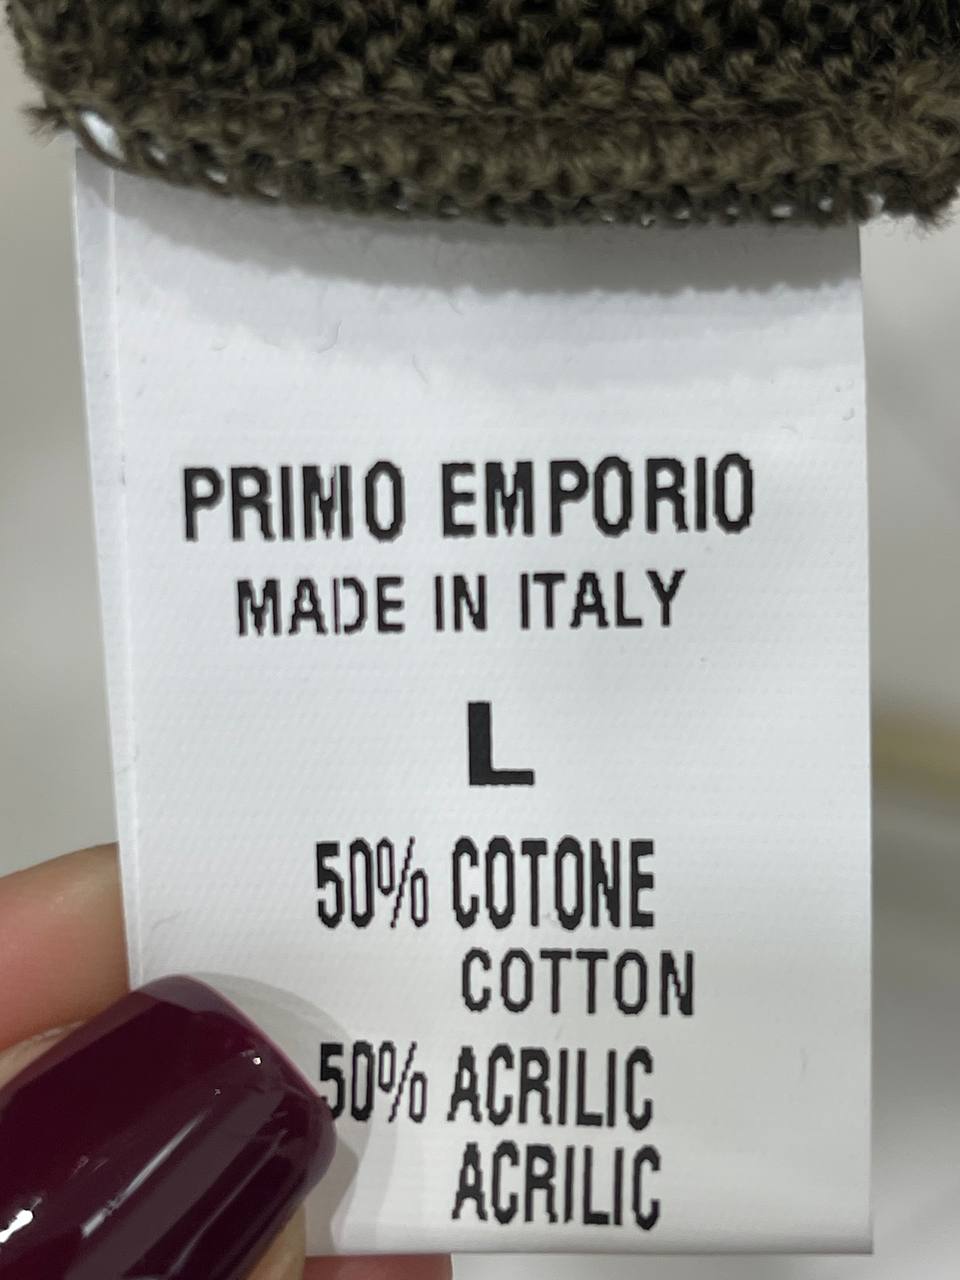 PRIMO EMPORIO
MADE IN ITALY
L
50% COTONE
COTTON
50% ACRILIC
ACRILIC